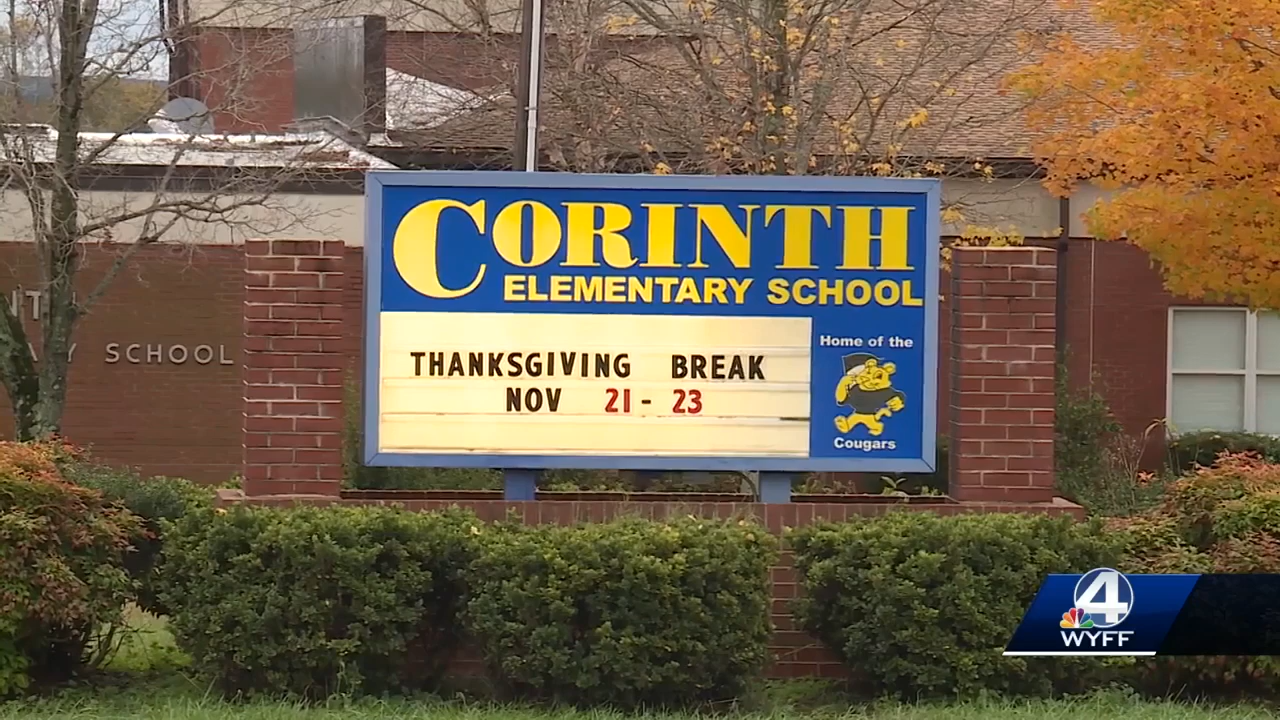 CORINTH
ELEMENTARY SCHOOL
THANKSGIVING BREAK
NOV 21 - 23
Home of the
Cougars
SCHOOL
4
WYFF